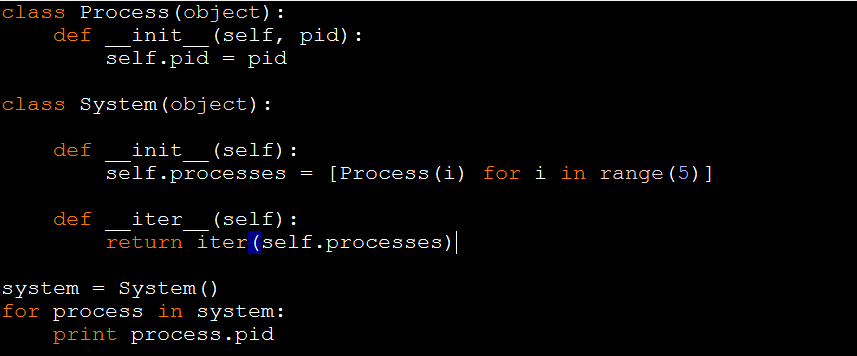 class Process(object):
    def __init__(self, pid):
        self.pid = pid

class System(object):

    def __init__(self):
        self.processes = [Process(i) for i in range(5)]

    def __iter__(self):
        return iter(self.processes)

system = System()
for process in system:
    print process.pid